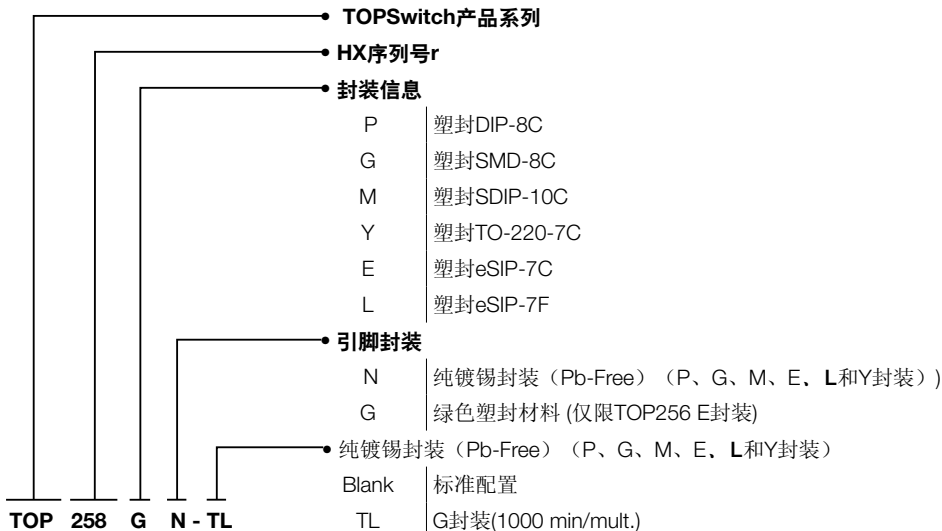 TOPSwitch产品系列
HX序列号r
封装信息
P 塑封DIP-8C
G 塑封SMD-8C
M 塑封SDIP-10C
Y 塑封TO-220-7C
E 塑封eSIP-7C
L 塑封eSIP-7F
引脚封装
N 纯镀锡封装（Pb-Free）（P、G、M、E、L和Y封装）)
G 绿色塑封材料 (仅限TOP256 E封装)
纯镀锡封装（Pb-Free）（P、G、M、E、L和Y封装）
Blank 标准配置
TL G封装(1000 min/mult.)
TOP 258 G N - TL